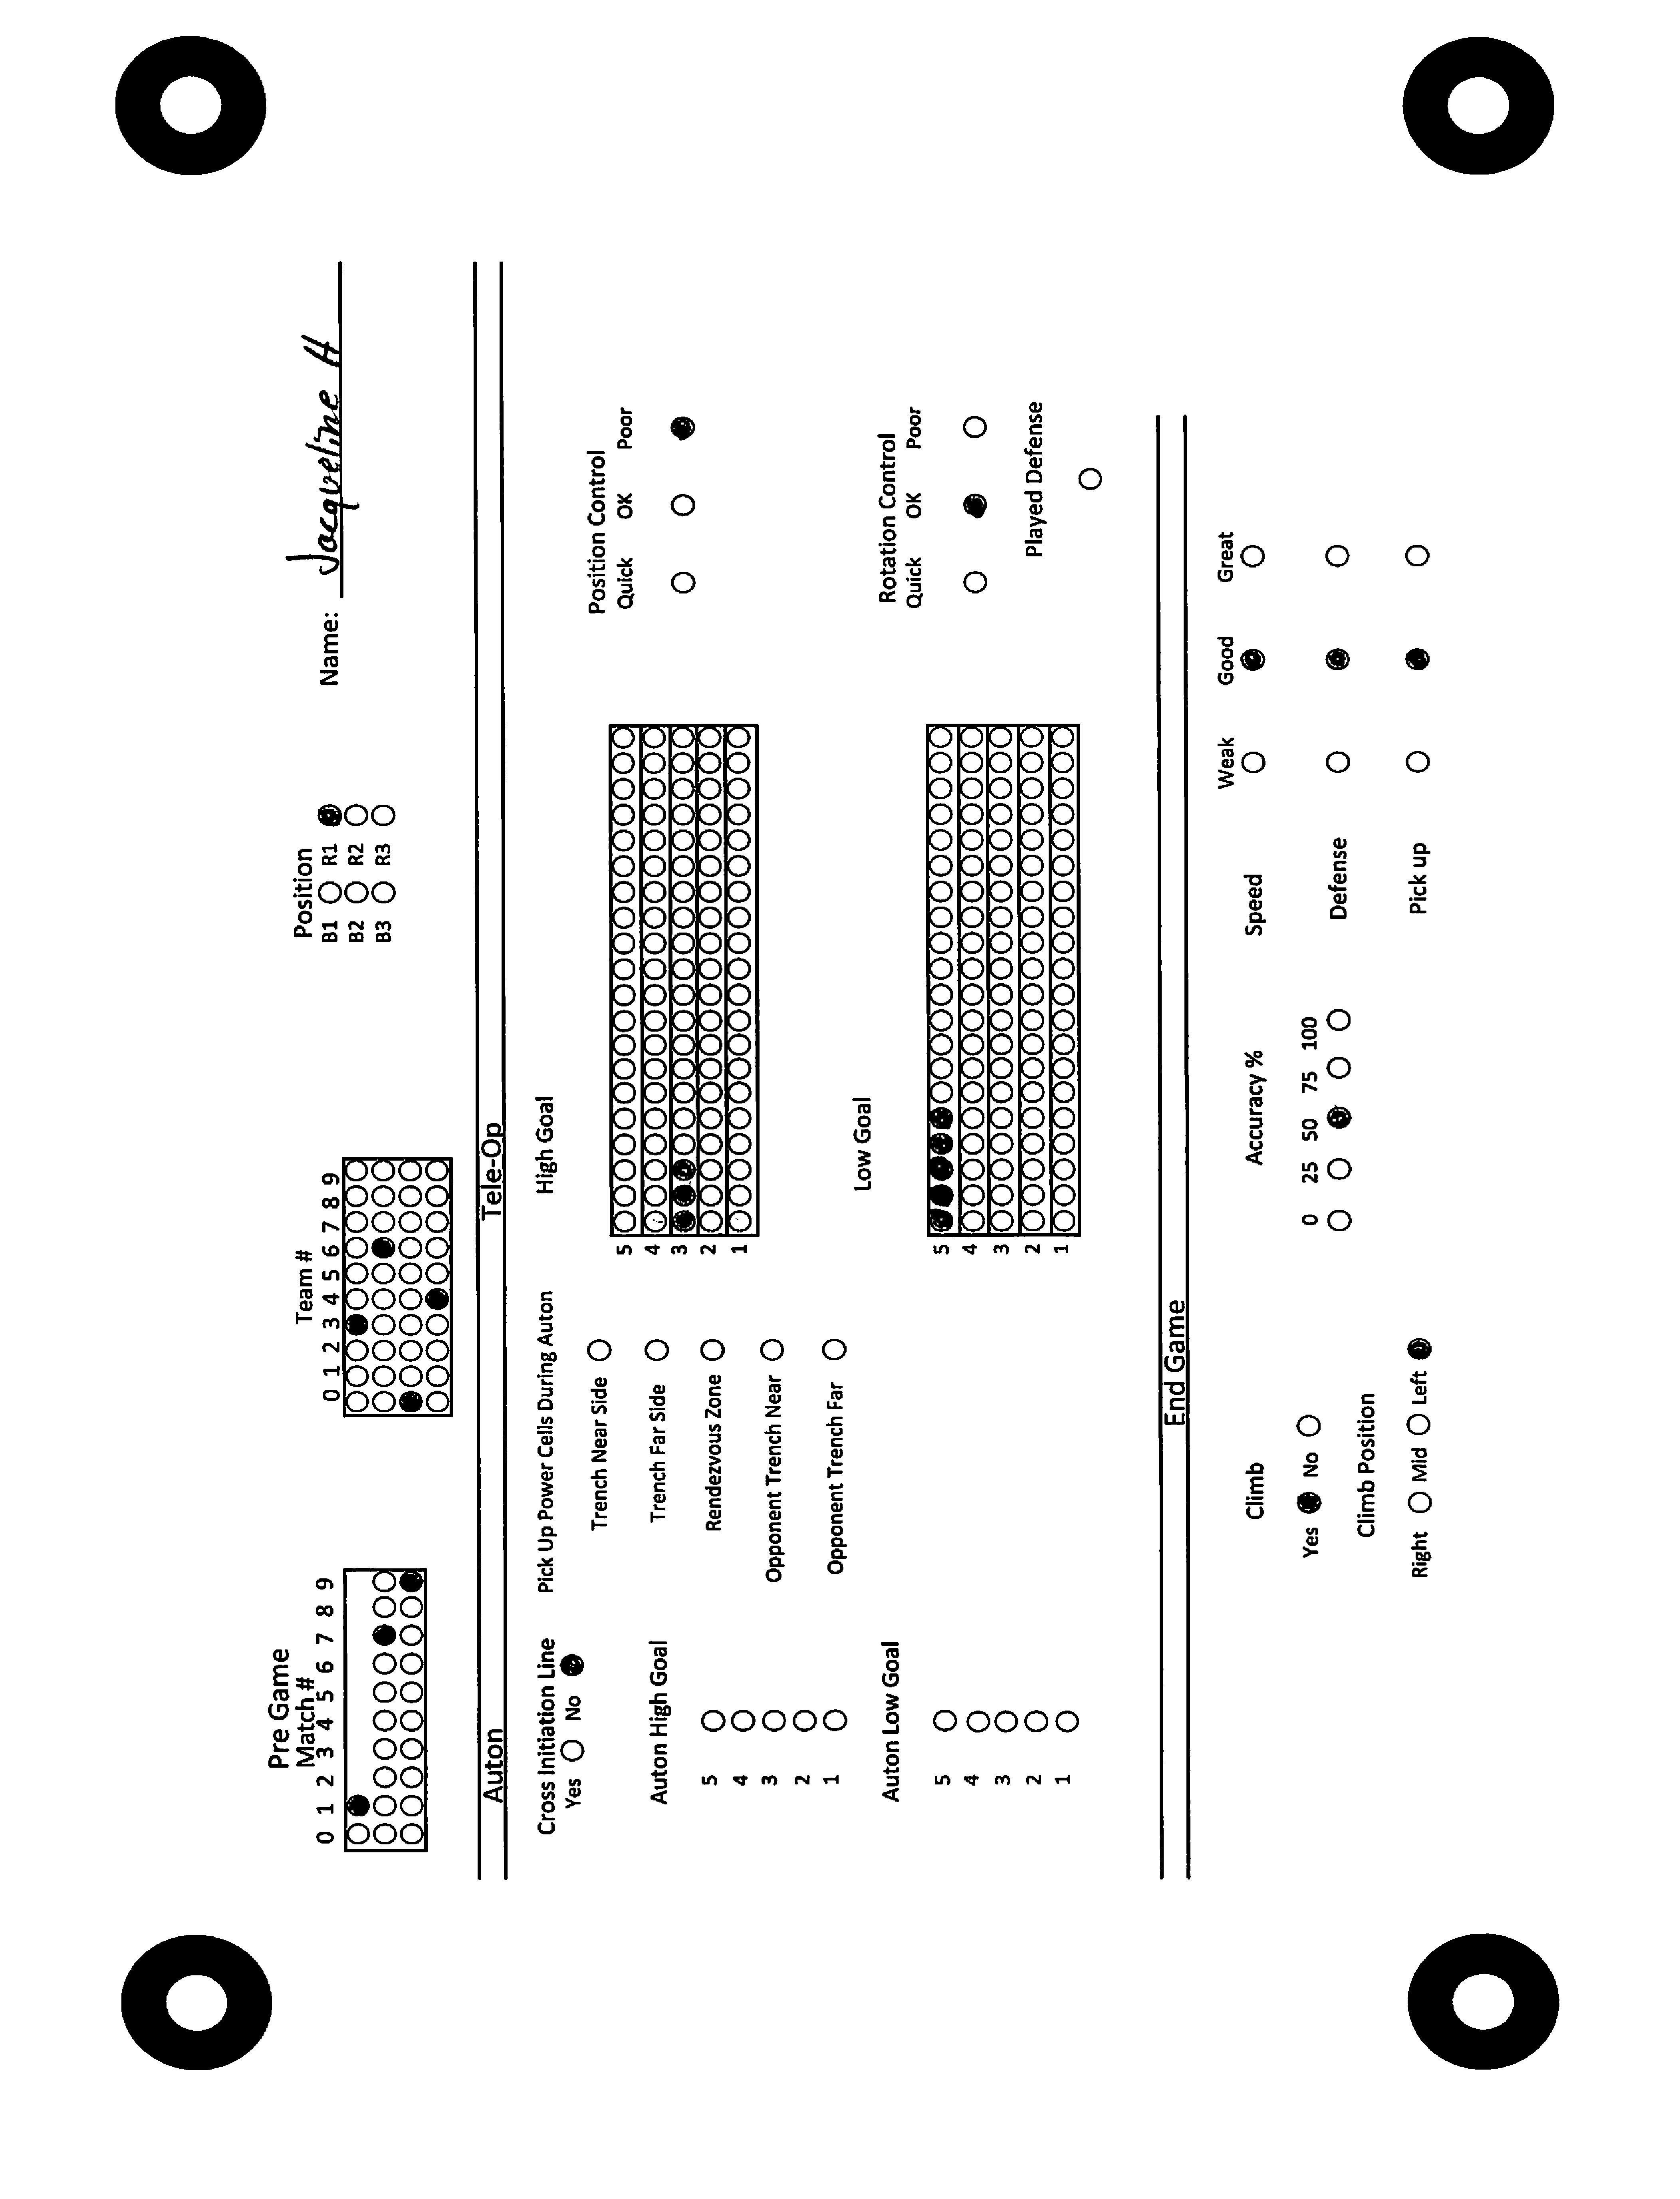 Pre Game
Match #
0 1 2 3 4 5 6 7 8 9
Team #
0 1 2 3 4 5 6 7 8 9
Position
B1 R1
B2 R2
B3 R3
Name: Jacqueline H
Auton
Tele-Op
Cross Initiation Line
Yes No
Auton High Goal
5
4
3
2
1
Auton Low Goal
5
4
3
2
1
Pick Up Power Cells During Auton
Trench Near Side
Trench Far Side
Rendezvous Zone
Opponent Trench Near
Opponent Trench Far
High Goal
5
4
3
2
1
Low Goal
5
4
3
2
1
Position Control
Quick OK Poor
Rotation Control
Quick OK Poor
Played Defense
End Game
Climb
Yes No
Climb Position
Right Mid Left
Accuracy %
0 25 50 75 100
Weak Good Great
Speed
Defense
Pick up